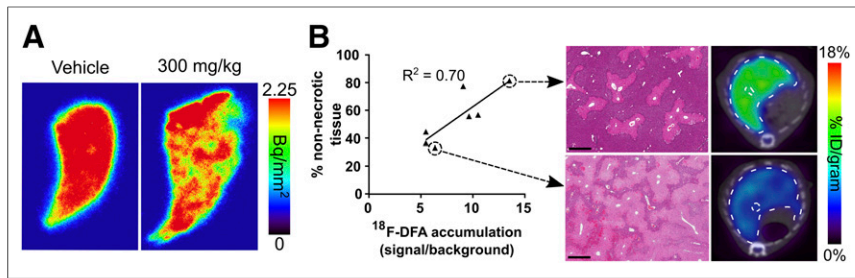 A
Vehicle
300 mg/kg
2.25
Bq/mm²
0
B
% non-necrotic
tissue
100
80
60
40
20
0
R² = 0.70
0
5
10
15
¹⁸F-DFA accumulation
(signal/background)
18%
% ID/gram
0%